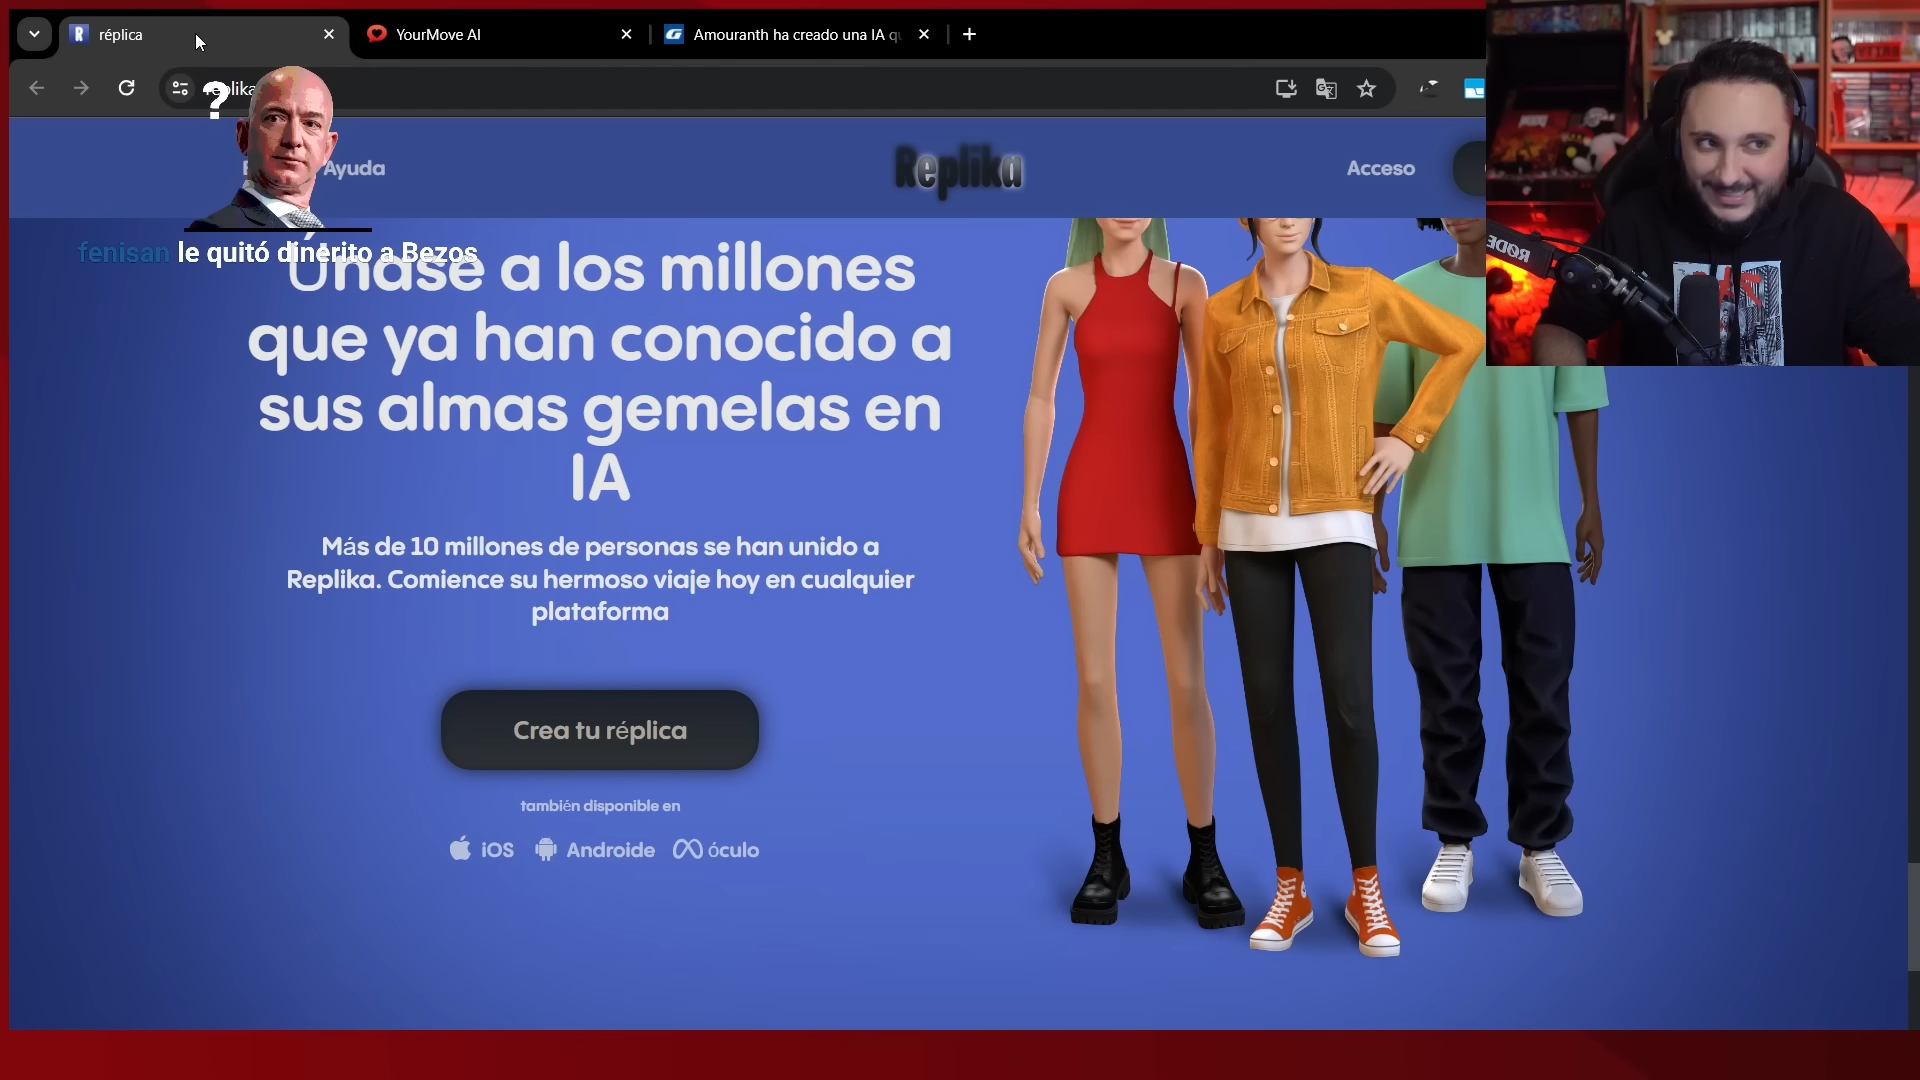 réplica
YourMove AI
Amouranth ha creado una IA qu
?
Ayuda
Replika
Acceso
fenisan le quitó dinerito a Bezos
Únase a los millones
que ya han conocido a
sus almas gemelas en
IA
Más de 10 millones de personas se han unido a
Replika. Comience su hermoso viaje hoy en cualquier
plataforma
Crea tu réplica
también disponible en
iOS Androide óculo
RØDE